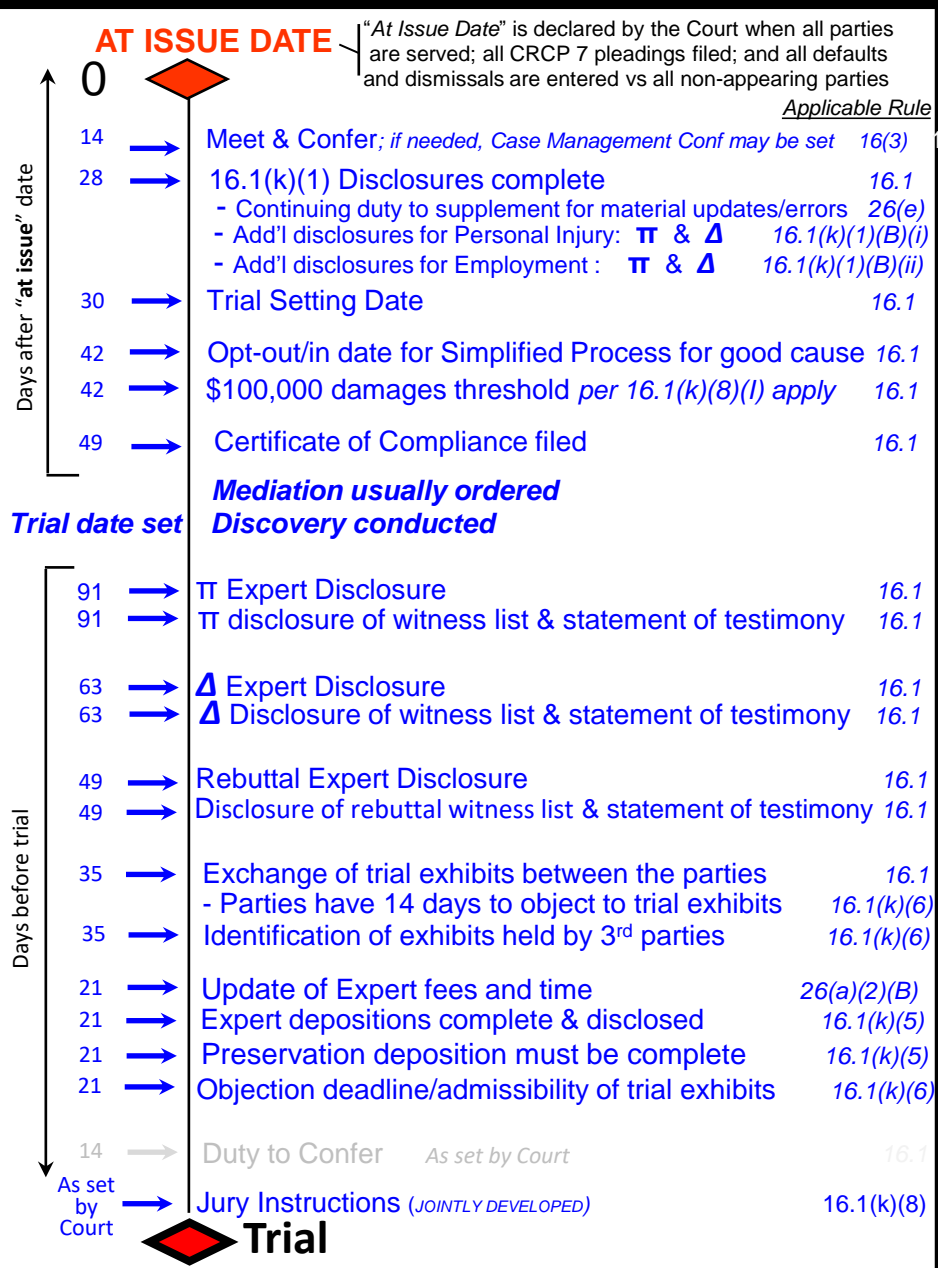 AT ISSUE DATE
“At Issue Date” is declared by the Court when all parties
are served; all CRCP 7 pleadings filed; and all defaults
and dismissals are entered vs all non-appearing parties
0
Applicable Rule
14 Meet & Confer; if needed, Case Management Conf may be set 16(3)
28 16.1(k)(1) Disclosures complete 16.1
- Continuing duty to supplement for material updates/errors 26(e)
- Add'l disclosures for Personal Injury: π & Δ 16.1(k)(1)(B)(i)
- Add'l disclosures for Employment : π & Δ 16.1(k)(1)(B)(ii)
30 Trial Setting Date 16.1
42 Opt-out/in date for Simplified Process for good cause 16.1
42 $100,000 damages threshold per 16.1(k)(8)(I) apply 16.1
49 Certificate of Compliance filed 16.1
Days after “at issue” date
Mediation usually ordered
Trial date set Discovery conducted
91 π Expert Disclosure 16.1
91 π disclosure of witness list & statement of testimony 16.1
63 Δ Expert Disclosure 16.1
63 Δ Disclosure of witness list & statement of testimony 16.1
49 Rebuttal Expert Disclosure 16.1
49 Disclosure of rebuttal witness list & statement of testimony 16.1
35 Exchange of trial exhibits between the parties 16.1
- Parties have 14 days to object to trial exhibits 16.1(k)(6)
35 Identification of exhibits held by 3rd parties 16.1(k)(6)
21 Update of Expert fees and time 26(a)(2)(B)
21 Expert depositions complete & disclosed 16.1(k)(5)
21 Preservation deposition must be complete 16.1(k)(5)
21 Objection deadline/admissibility of trial exhibits 16.1(k)(6)
14 Duty to Confer As set by Court 16.1
Days before trial
As set
by
Court
Jury Instructions (JOINTLY DEVELOPED) 16.1(k)(8)
Trial